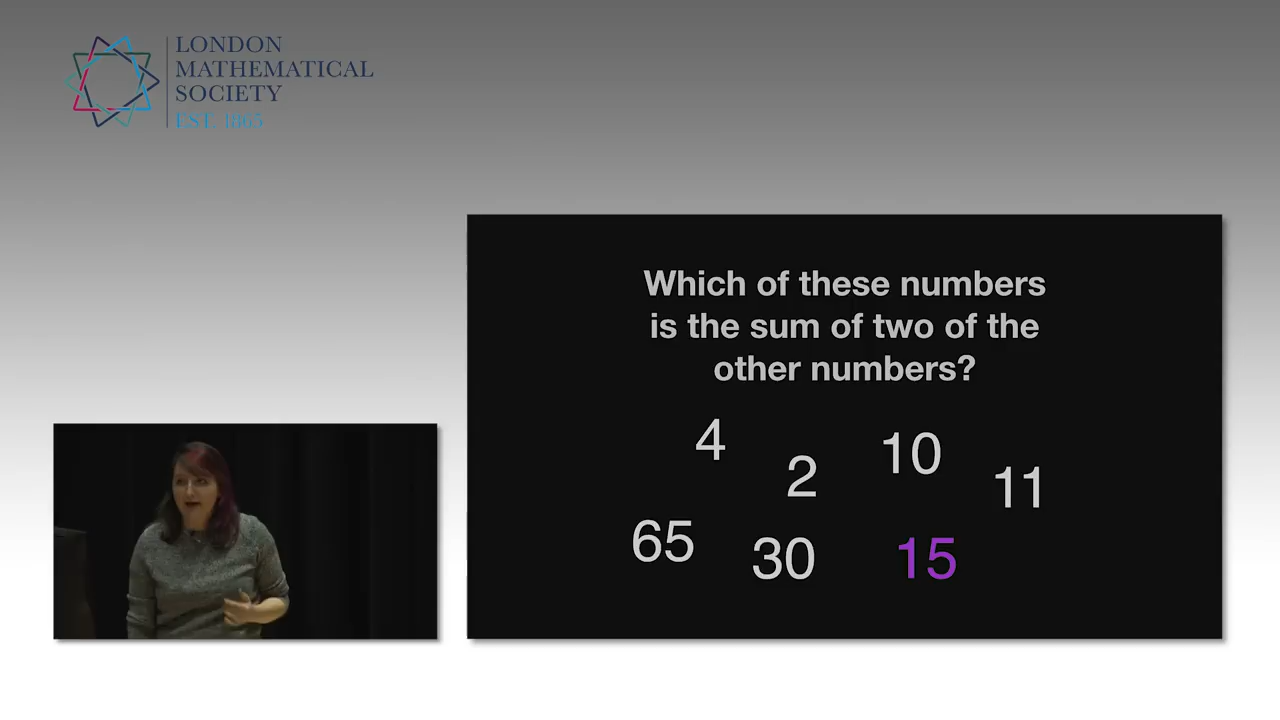 LONDON
MATHEMATICAL
SOCIETY
EST. 1865
Which of these numbers
is the sum of two of the
other numbers?
4
2
10
11
65
30
15